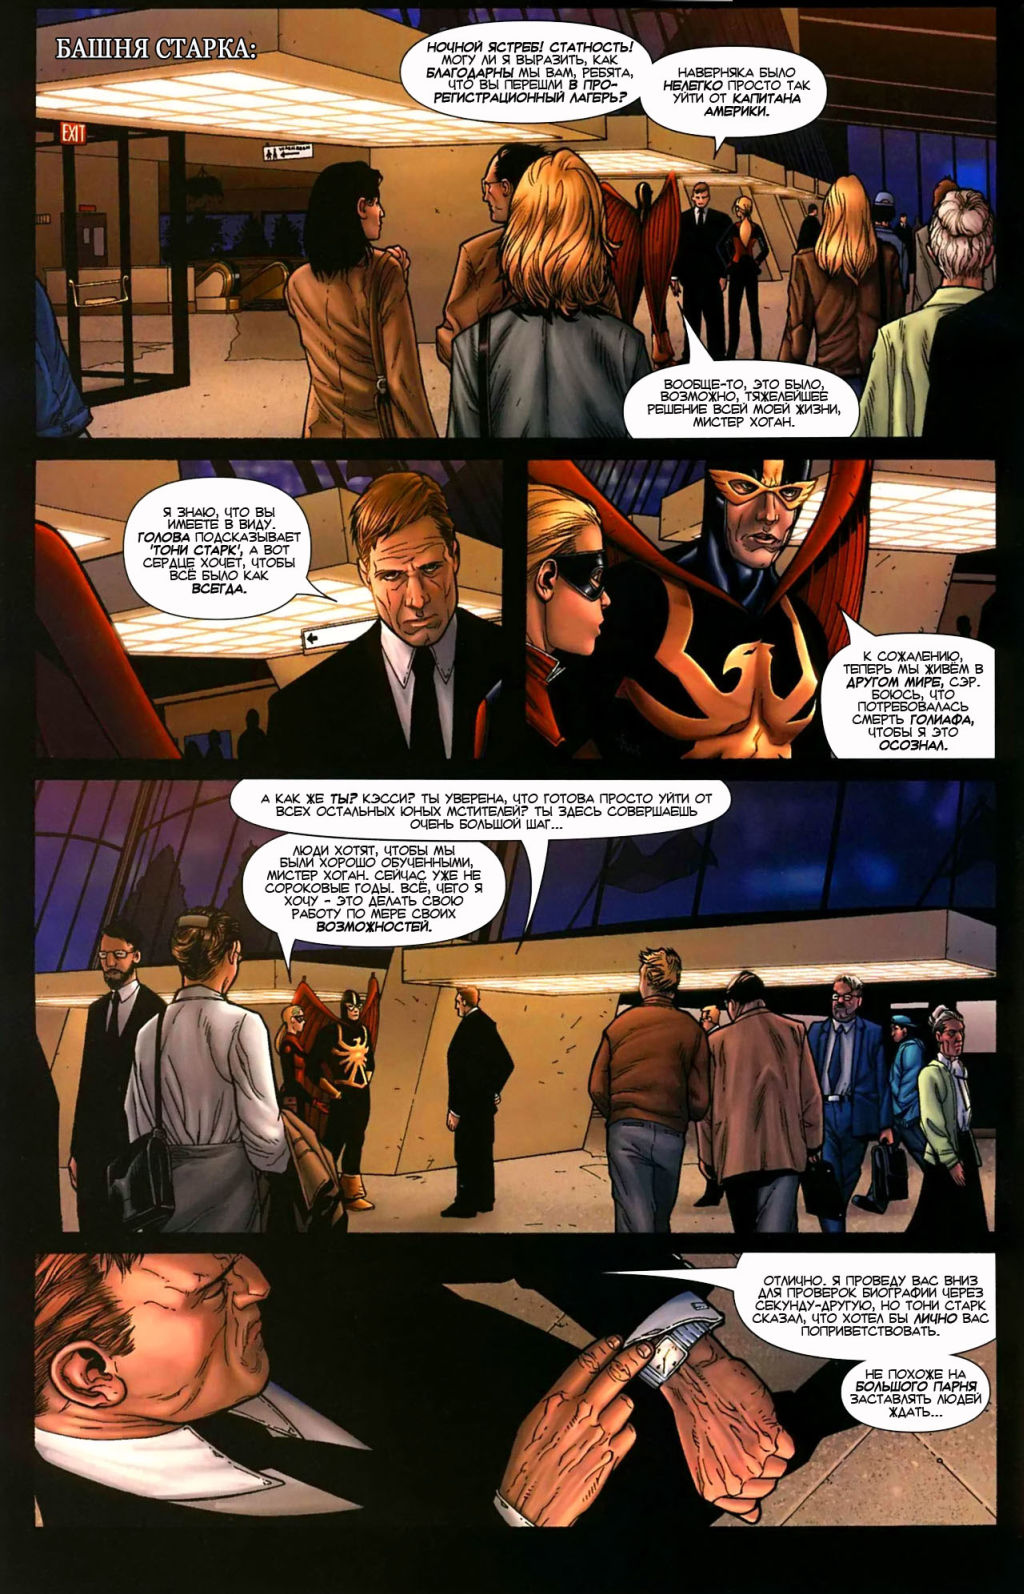 БАШНЯ СТАРКА:
НОЧНОЙ ЯСТРЕБ! СТАТНОСТЬ!
МОГУ ЛИ Я ВЫРАЗИТЬ, КАК
БЛАГОДАРНЫ МЫ ВАМ, РЕБЯТА,
ЧТО ВЫ ПЕРЕШЛИ В ПРО-
РЕГИСТРАЦИОННЫЙ ЛАГЕРЬ?
НАВЕРНЯКА БЫЛО
НЕЛЕГКО ПРОСТО ТАК
УЙТИ ОТ КАПИТАНА
АМЕРИКИ.
EXIT
ВООБЩЕ-ТО, ЭТО БЫЛО,
ВОЗМОЖНО, ТЯЖЕЛЕЙШЕЕ
РЕШЕНИЕ ВСЕЙ МОЕЙ ЖИЗНИ,
МИСТЕР ХОГАН.
Я ЗНАЮ, ЧТО ВЫ
ИМЕЕТЕ В ВИДУ.
ГОЛОВА ПОДСКАЗЫВАЕТ
'ТОНИ СТАРК', А ВОТ
СЕРДЦЕ ХОЧЕТ, ЧТОБЫ
ВСЁ БЫЛО КАК
ВСЕГДА.
К СОЖАЛЕНИЮ,
ТЕПЕРЬ МЫ ЖИВЁМ В
ДРУГОМ МИРЕ, СЭР.
БОЮСЬ, ЧТО
ПОТРЕБОВАЛАСЬ
СМЕРТЬ ГОЛИАФА,
ЧТОБЫ Я ЭТО
ОСОЗНАЛ.
А КАК ЖЕ ТЫ? КЭССИ? ТЫ УВЕРЕНА, ЧТО ГОТОВА ПРОСТО УЙТИ ОТ
ВСЕХ ОСТАЛЬНЫХ ЮНЫХ МСТИТЕЛЕЙ? ТЫ ЗДЕСЬ СОВЕРШАЕШЬ
ОЧЕНЬ БОЛЬШОЙ ШАГ...
ЛЮДИ ХОТЯТ, ЧТОБЫ МЫ
БЫЛИ ХОРОШО ОБУЧЕННЫМИ,
МИСТЕР ХОГАН. СЕЙЧАС УЖЕ НЕ
СОРОКОВЫЕ ГОДЫ. ВСЁ, ЧЕГО Я
ХОЧУ - ЭТО ДЕЛАТЬ СВОЮ
РАБОТУ ПО МЕРЕ СВОИХ
ВОЗМОЖНОСТЕЙ.
ОТЛИЧНО. Я ПРОВЕДУ ВАС ВНИЗ
ДЛЯ ПРОВЕРОК БИОГРАФИИ ЧЕРЕЗ
СЕКУНДУ-ДРУГУЮ, НО ТОНИ СТАРК
СКАЗАЛ, ЧТО ХОТЕЛ БЫ ЛИЧНО ВАС
ПОПРИВЕТСТВОВАТЬ.
НЕ ПОХОЖЕ НА
БОЛЬШОГО ПАРНЯ
ЗАСТАВЛЯТЬ ЛЮДЕЙ
ЖДАТЬ...